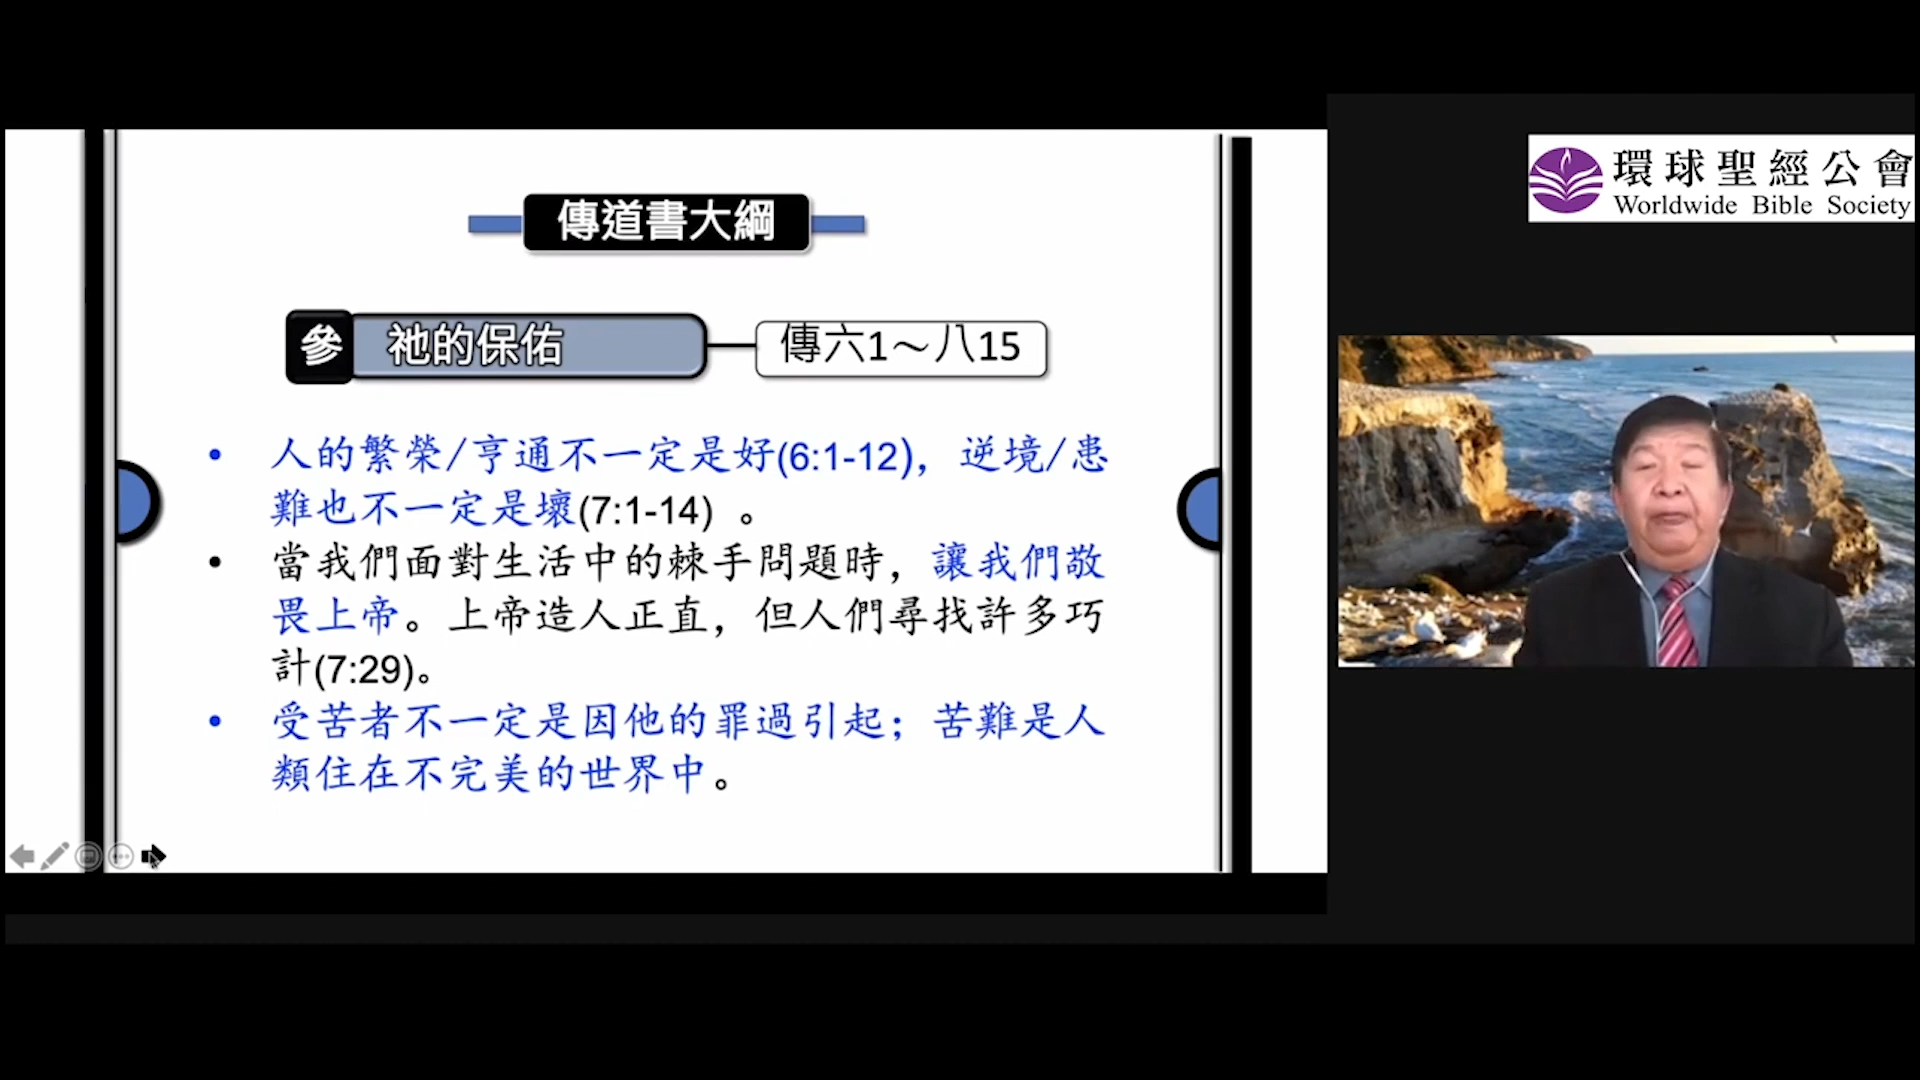 環球聖經公會
Worldwide Bible Society
傳道書大綱
參 祂的保佑 傳六1～八15
• 人的繁榮/亨通不一定是好(6:1-12)，逆境/患
難也不一定是壞(7:1-14) 。
• 當我們面對生活中的棘手問題時，讓我們敬
畏上帝。上帝造人正直，但人們尋找許多巧
計(7:29)。
• 受苦者不一定是因他的罪過引起；苦難是人
類住在不完美的世界中。